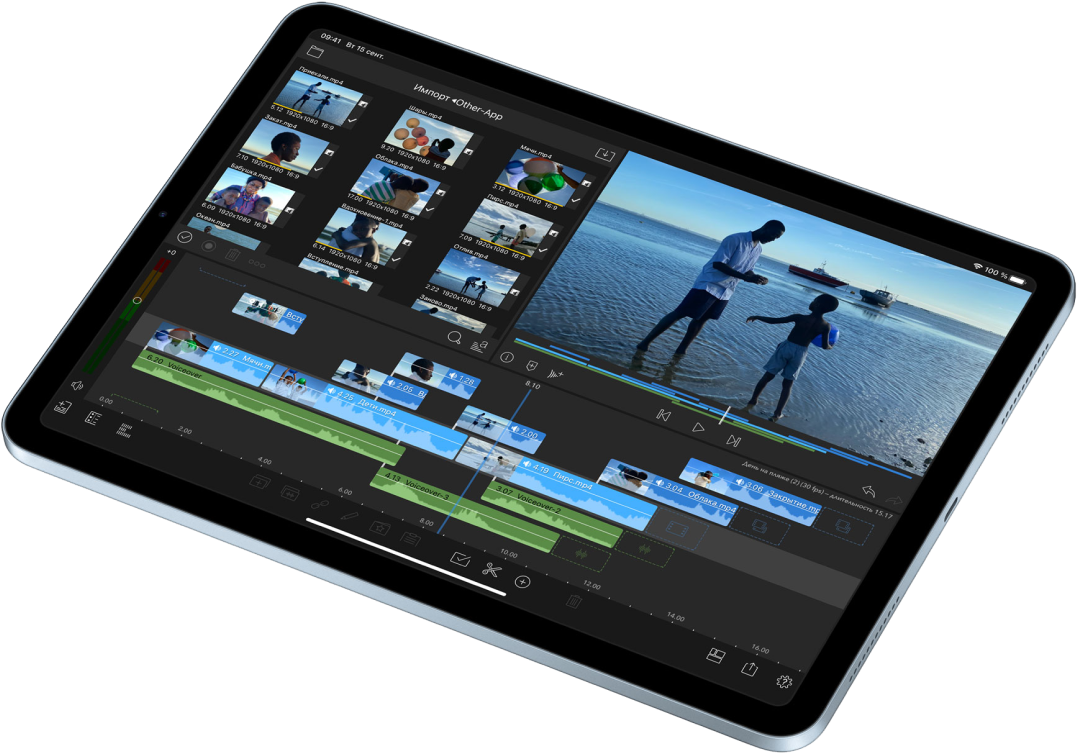 09:41 Вт 15 сент.
100 %
Импорт ◂Other-App
Приехали.mp4
5.12 1920x1080 16:9
Шары.mp4
9.20 1920x1080 16:9
Мячи.mp4
3.12 1920x1080 16:9
Закат.mp4
7.10 1920x1080 16:9
Облака.mp4
17.00 1920x1080 16:9
Пирс.mp4
7.09 1920x1080 16:9
Бабушка.mp4
6.09 1920x1080 16:9
Вдохновение-1.mp4
6.14 1920x1080 16:9
Отлив.mp4
2.22 1920x1080 16:9
Океан.mp4
Вступление.mp4
Заново.mp4
+0
8.10
День на пляже (2) (30 fps) – длительность 15.17
Вст
2.27 Мячи.m
1.28
2.05 В
4.25 Дети.mp4
2.00
4.19 Пирс.mp4
3.04 Облака.mp4
3.06 Закрытие.mp
6.20 Voiceover
4.13 Voiceover-3
3.07 Voiceover-2
0.00
2.00
4.00
6.00
8.00
10.00
12.00
14.00
16.00